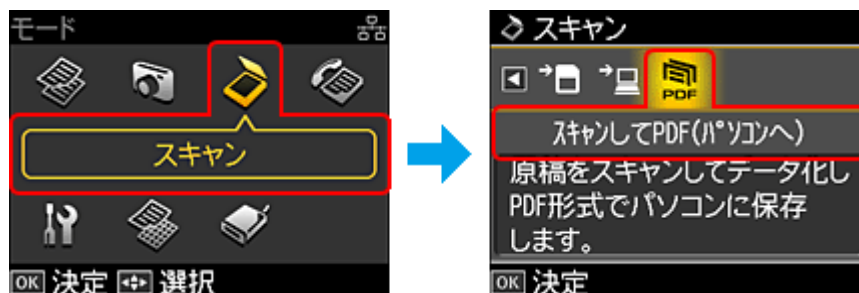 モード
スキャン
OK 決定 選択
スキャン
PDF
ｽｷｬﾝしてPDF(ﾊﾟｿｺﾝへ)
原稿をスキャンしてデータ化し
PDF形式でパソコンに保存
します。
OK 決定